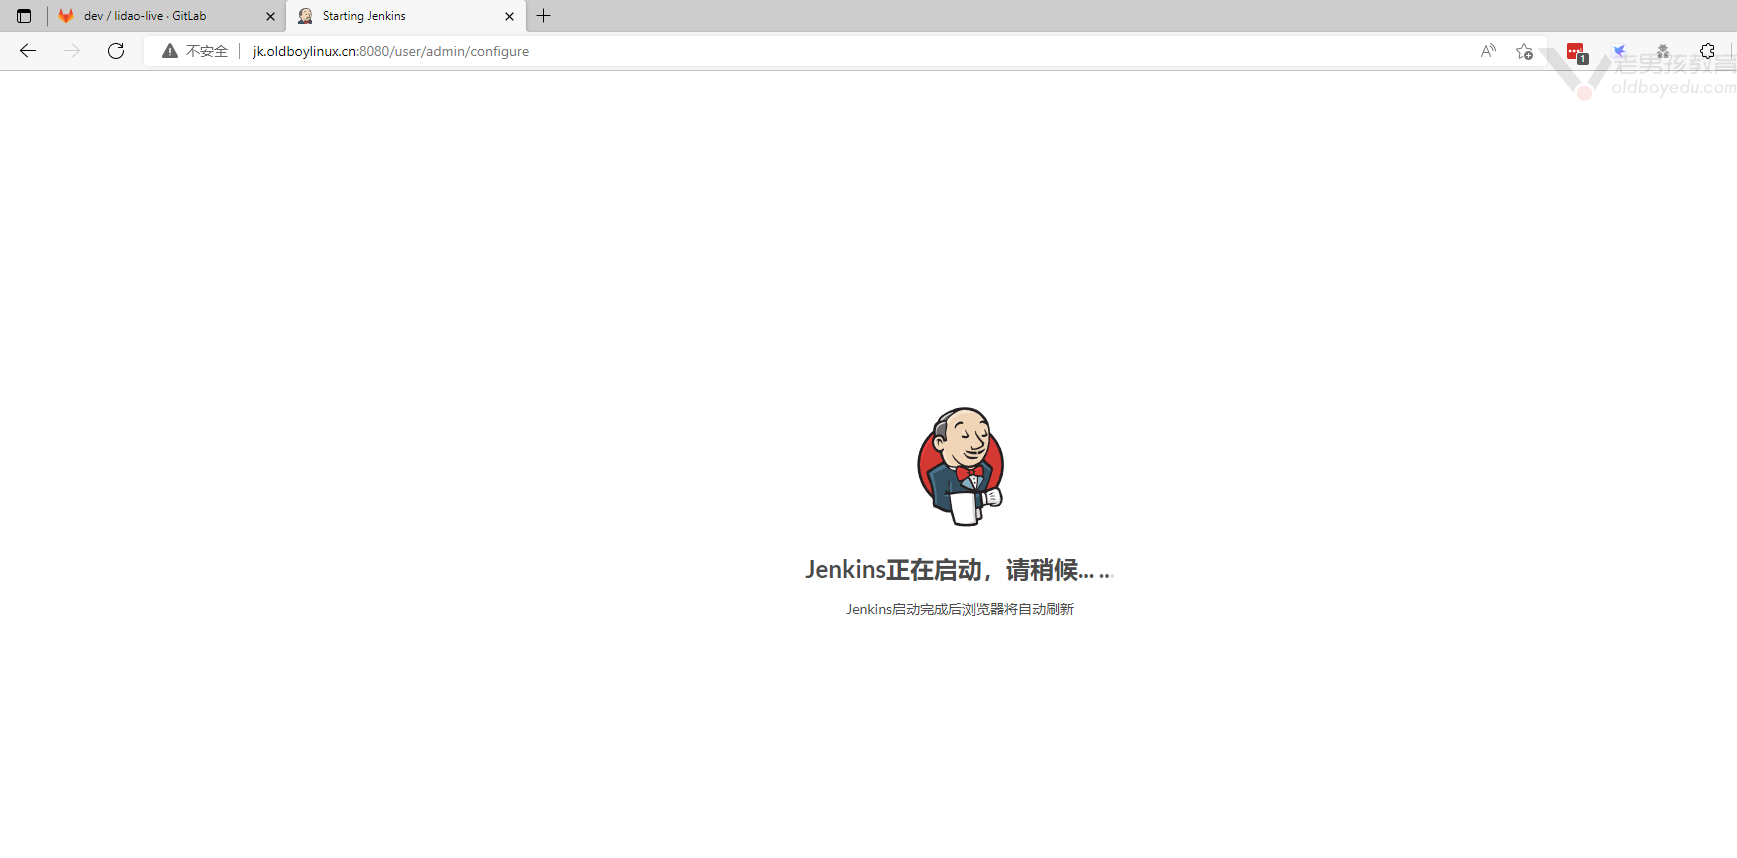 dev / lidao-live · GitLab
Starting Jenkins
不安全
jk.oldboylinux.cn:8080/user/admin/configure
1
老男孩教育
oldboyedu.com
Jenkins正在启动，请稍候... ...
Jenkins启动完成后浏览器将自动刷新